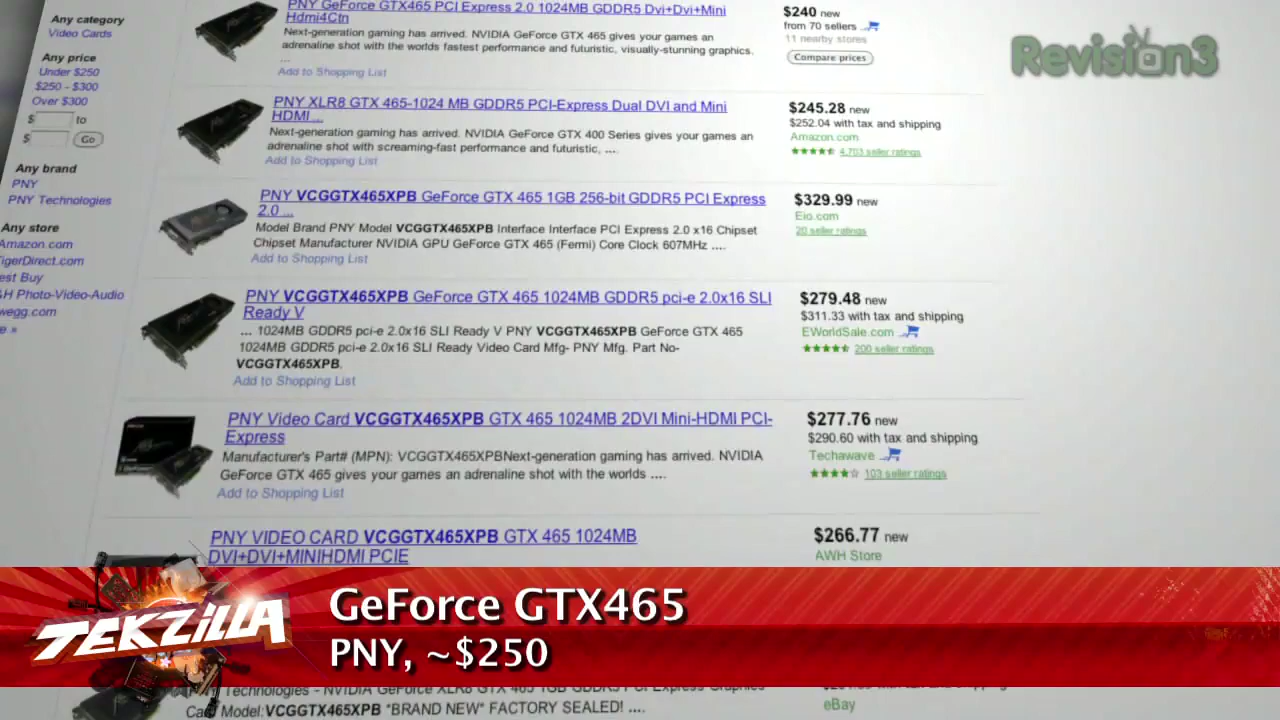 Any category
Video Cards
Any price
Under $250
$250 - $300
Over $300
$ to
$ Go
Any brand
PNY
PNY Technologies
Any store
Amazon.com
TigerDirect.com
est Buy
&H Photo-Video-Audio
wegg.com
e »
PNY GeForce GTX465 PCI Express 2.0 1024MB GDDR5 Dvi+Dvi+Mini
Hdmi4Ctn
Next-generation gaming has arrived. NVIDIA GeForce GTX 465 gives your games an
adrenaline shot with the worlds fastest performance and futuristic, visually-stunning graphics.
...
Add to Shopping List
$240 new
from 70 sellers
11 nearby stores
Compare prices
Revision3
PNY XLR8 GTX 465-1024 MB GDDR5 PCI-Express Dual DVI and Mini
HDMI ...
Next-generation gaming has arrived. NVIDIA GeForce GTX 400 Series gives your games an
adrenaline shot with screaming-fast performance and futuristic, ...
Add to Shopping List
$245.28 new
$252.04 with tax and shipping
Amazon.com
4,703 seller ratings
PNY VCGGTX465XPB GeForce GTX 465 1GB 256-bit GDDR5 PCI Express
2.0 ...
Model Brand PNY Model VCGGTX465XPB Interface Interface PCI Express 2.0 x16 Chipset
Chipset Manufacturer NVIDIA GPU GeForce GTX 465 (Fermi) Core Clock 607MHz ....
Add to Shopping List
$329.99 new
Eio.com
20 seller ratings
PNY VCGGTX465XPB GeForce GTX 465 1024MB GDDR5 pci-e 2.0x16 SLI
Ready V
... 1024MB GDDR5 pci-e 2.0x16 SLI Ready V PNY VCGGTX465XPB GeForce GTX 465
1024MB GDDR5 pci-e 2.0x16 SLI Ready Video Card Mfg- PNY Mfg. Part No-
VCGGTX465XPB.
Add to Shopping List
$279.48 new
$311.33 with tax and shipping
EWorldSale.com
200 seller ratings
PNY Video Card VCGGTX465XPB GTX 465 1024MB 2DVI Mini-HDMI PCI-
Express
Manufacturer's Part# (MPN): VCGGTX465XPBNext-generation gaming has arrived. NVIDIA
GeForce GTX 465 gives your games an adrenaline shot with the worlds ....
Add to Shopping List
$277.76 new
$290.60 with tax and shipping
Techawave
103 seller ratings
PNY VIDEO CARD VCGGTX465XPB GTX 465 1024MB
DVI+DVI+MINIHDMI PCIE
$266.77 new
AWH Store
TEKZILLA
GeForce GTX465
PNY, ~$250
Technologies - NVIDIA GeForce XLR8 GTX 465 1GB GDDR5 PCI Express Graphics
Card Model:VCGGTX465XPB *BRAND NEW* FACTORY SEALED! ....
with tax and shipping
eBay